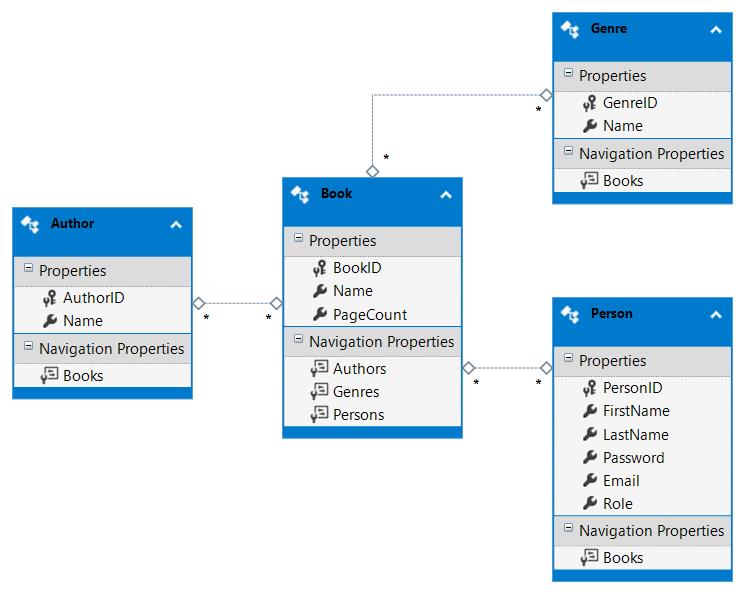 Genre
Properties
GenreID
Name
Navigation Properties
Books
*
*
Book
Properties
BookID
Name
PageCount
Navigation Properties
Authors
Genres
Persons
Author
Properties
AuthorID
Name
Navigation Properties
Books
*
*
Person
Properties
PersonID
FirstName
LastName
Password
Email
Role
Navigation Properties
Books
*
*